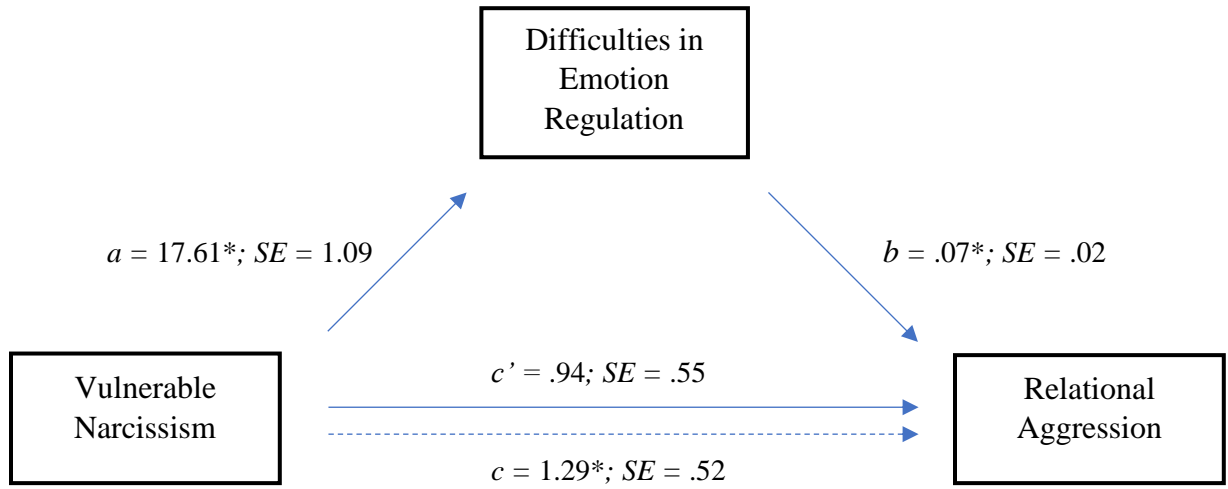 Difficulties in
Emotion
Regulation
a = 17.61*; SE = 1.09
b = .07*; SE = .02
Vulnerable
Narcissism
c’ = .94; SE = .55
c = 1.29*; SE = .52
Relational
Aggression